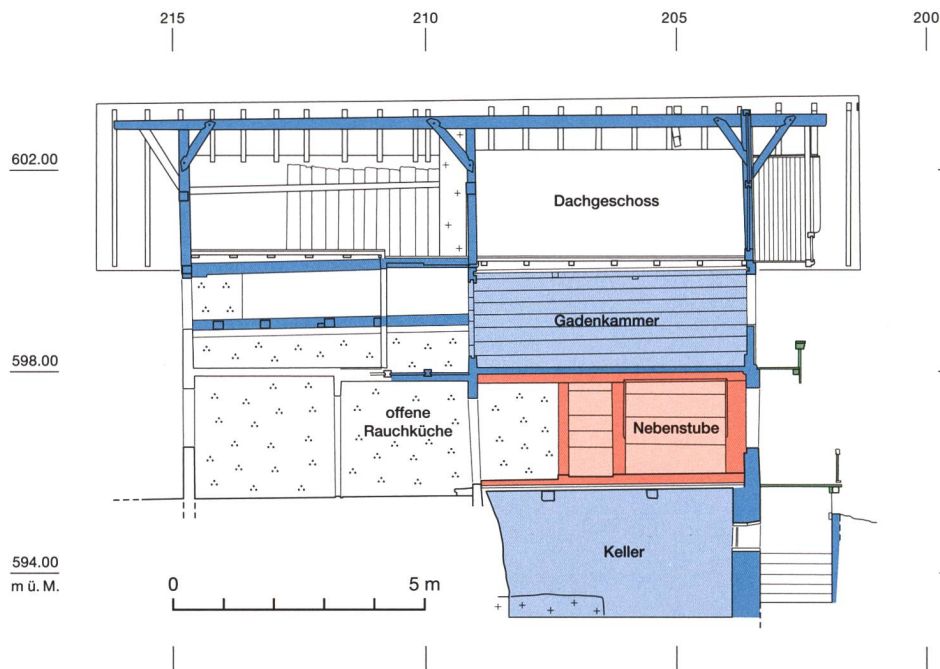 215
210
205
200
602.00
Dachgeschoss
Gadenkammer
598.00
offene
Rauchküche
Nebenstube
Keller
594.00
m ü. M.
0
5 m